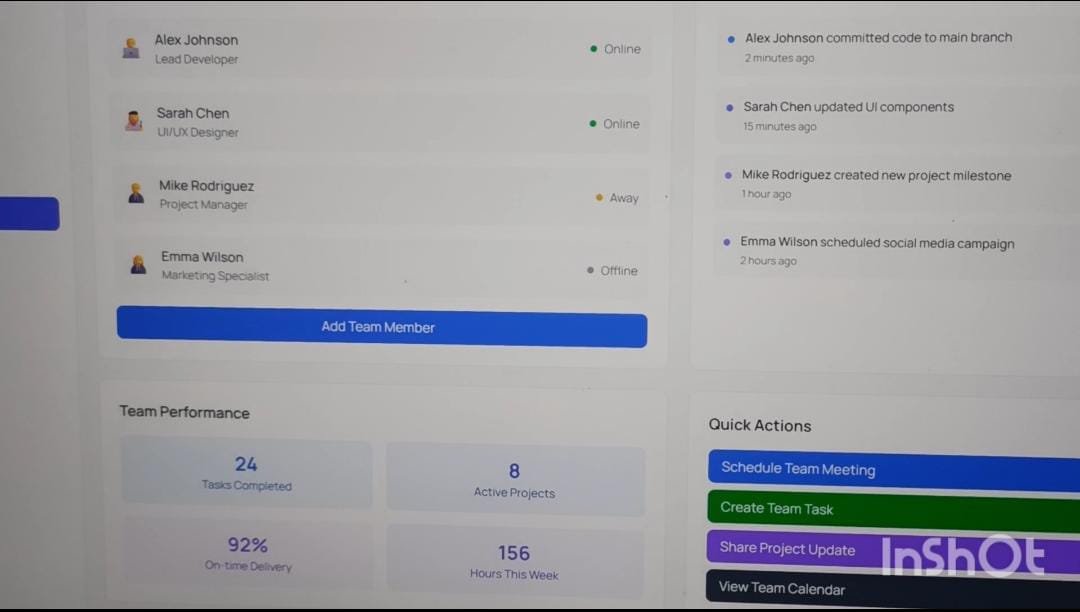 Alex Johnson
Lead Developer
Online
Sarah Chen
UI/UX Designer
Online
Mike Rodriguez
Project Manager
Away
Emma Wilson
Marketing Specialist
Offline
Add Team Member
Alex Johnson committed code to main branch
2 minutes ago
Sarah Chen updated UI components
15 minutes ago
Mike Rodriguez created new project milestone
1 hour ago
Emma Wilson scheduled social media campaign
2 hours ago
Team Performance
24
Tasks Completed
8
Active Projects
92%
On-time Delivery
156
Hours This Week
Quick Actions
Schedule Team Meeting
Create Team Task
Share Project Update
View Team Calendar
InShOt